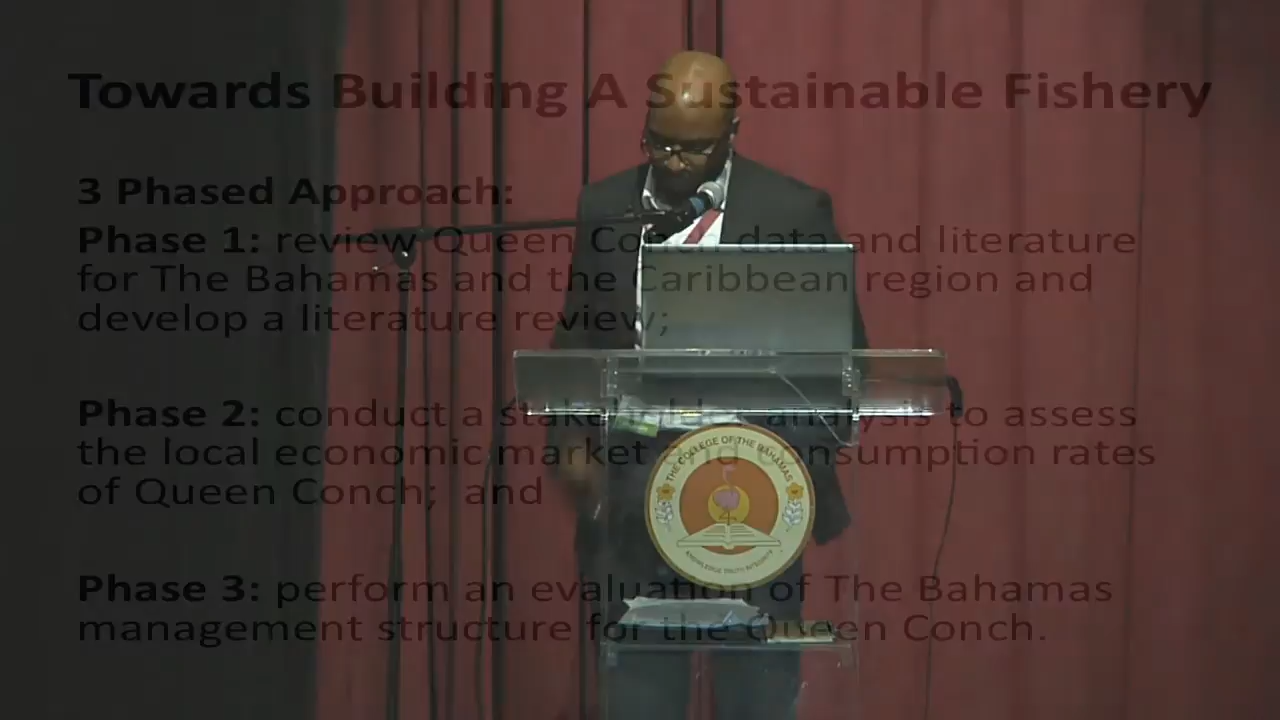 Towards Building A Sustainable Fishery
3 Phased Approach:
Phase 1: review Queen Conch data and literature
for The Bahamas and the Caribbean region and
develop a literature review;
Phase 2: conduct a stakeholder analysis to assess
the local economic market and consumption rates
of Queen Conch; and
THE COLLEGE OF THE BAHAMAS
KNOWLEDGE TRUTH INTEGRITY
Phase 3: perform an evaluation of The Bahamas
management structure for the Queen Conch.